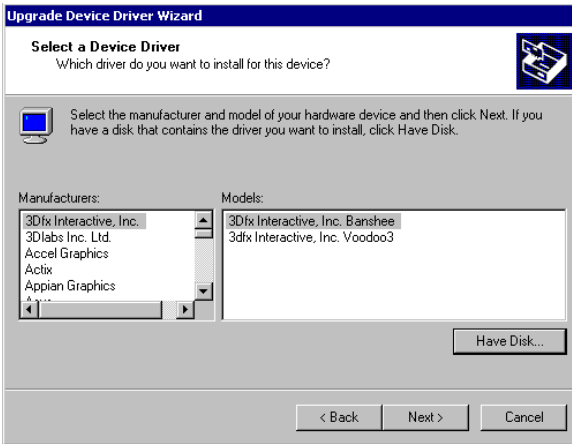 Upgrade Device Driver Wizard
Select a Device Driver
Which driver do you want to install for this device?
Select the manufacturer and model of your hardware device and then click Next. If you
have a disk that contains the driver you want to install, click Have Disk.
Manufacturers:
3Dfx Interactive, Inc.
3Dlabs Inc. Ltd.
Accel Graphics
Actix
Appian Graphics
Models:
3Dfx Interactive, Inc. Banshee
3dfx Interactive, Inc. Voodoo3
Have Disk...
< Back
Next >
Cancel